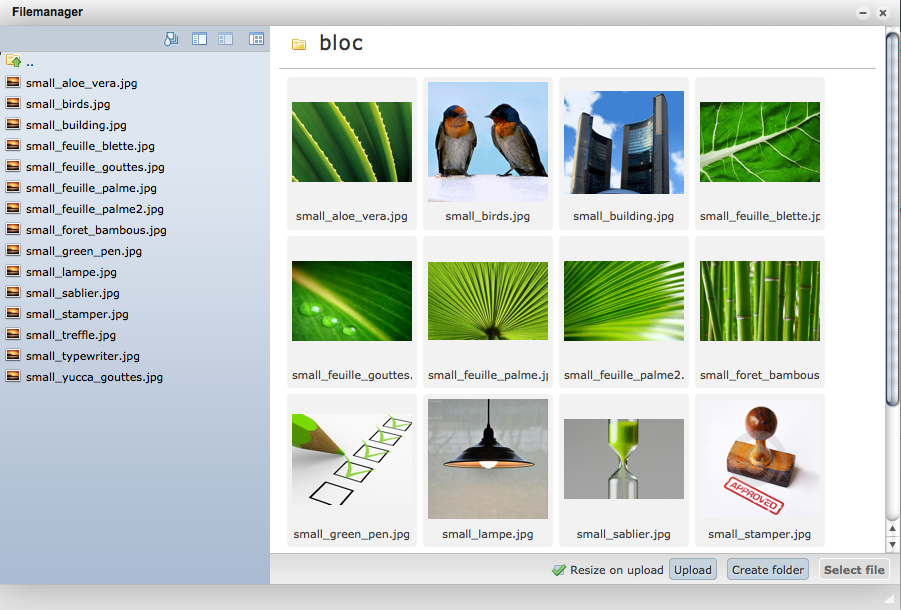 Filemanager
..
small_aloe_vera.jpg
small_birds.jpg
small_building.jpg
small_feuille_blette.jpg
small_feuille_gouttes.jpg
small_feuille_palme.jpg
small_feuille_palme2.jpg
small_foret_bambous.jpg
small_green_pen.jpg
small_lampe.jpg
small_sablier.jpg
small_stamper.jpg
small_treffle.jpg
small_typewriter.jpg
small_yucca_gouttes.jpg
bloc
small_aloe_vera.jpg small_birds.jpg small_building.jpg small_feuille_blette.jp
small_feuille_gouttes. small_feuille_palme.j small_feuille_palme2. small_foret_bambous
APPROVED
small_green_pen.jpg small_lampe.jpg small_sablier.jpg small_stamper.jpg
Resize on upload Upload Create folder Select file